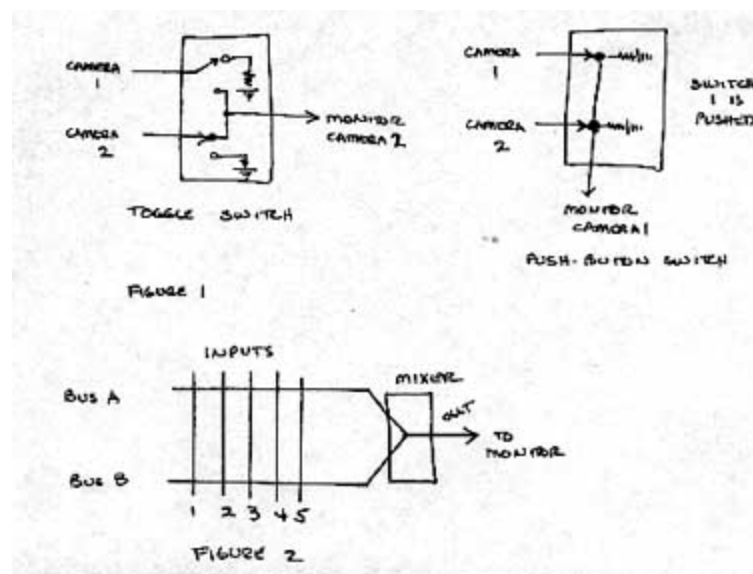 CAMERA
1
CAMERA
2
MONITOR
CAMERA 2
TOGGLE SWITCH
CAMERA
1
CAMERA
2
SWITCH
1 IS
PUSHED
MONITOR
CAMERA 1
PUSH-BUTTON SWITCH
FIGURE 1
INPUTS
BUS A
MIXER
OUT
TO
MONITOR
BUS B
1 2 3 4 5
FIGURE 2